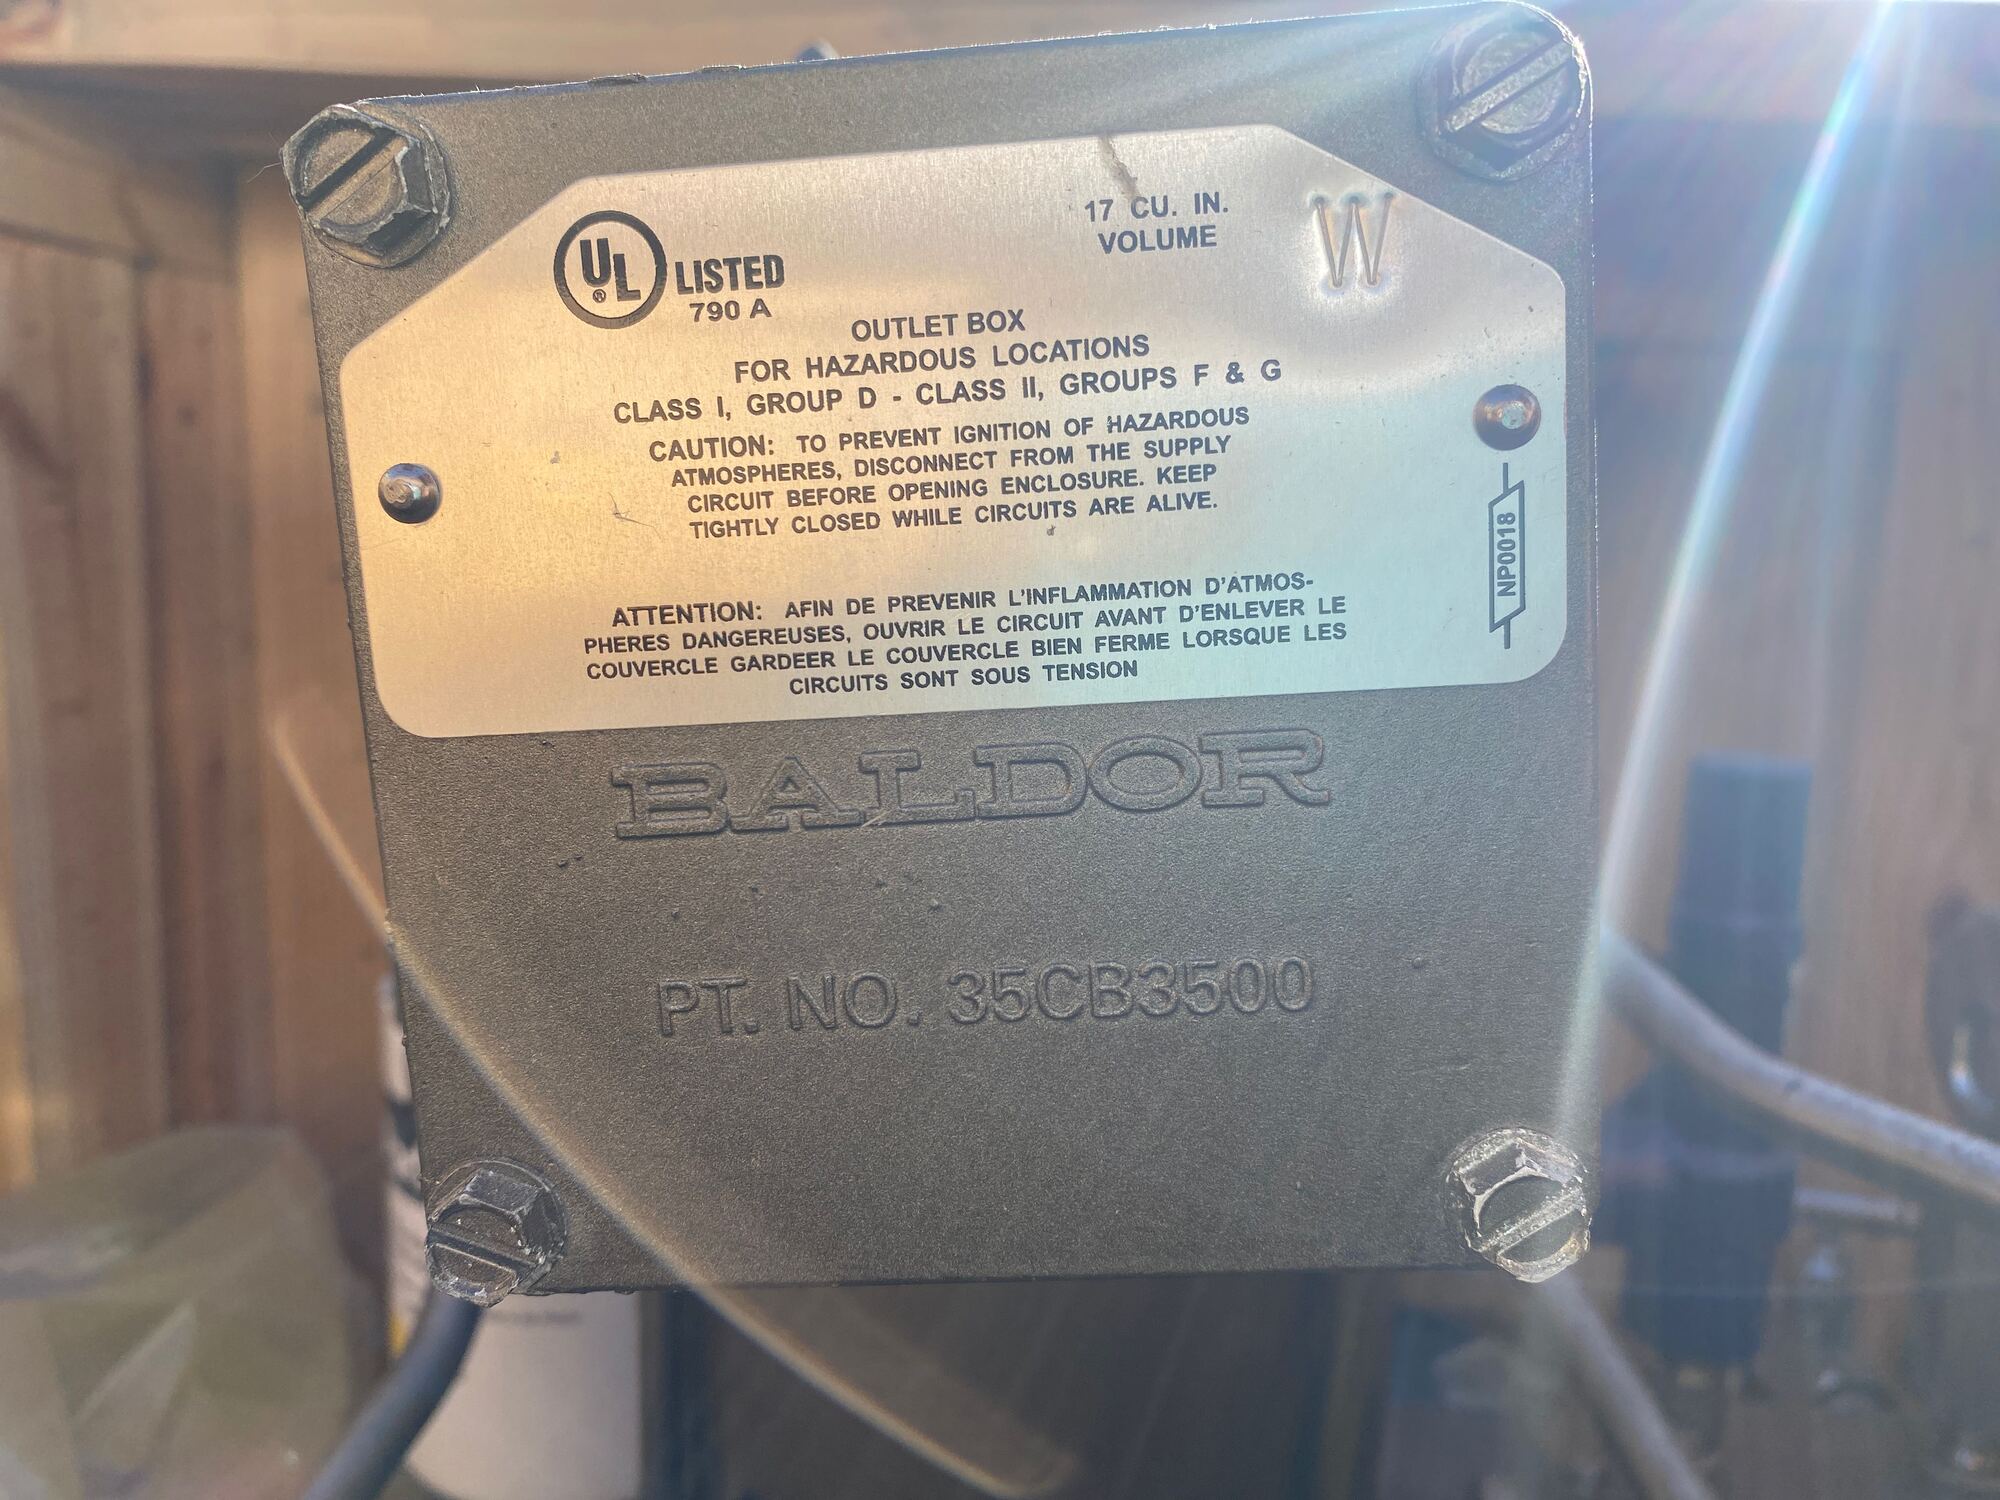 UL
®
LISTED
790 A
17 CU. IN.
VOLUME
W
OUTLET BOX
FOR HAZARDOUS LOCATIONS
CLASS I, GROUP D - CLASS II, GROUPS F & G
CAUTION: TO PREVENT IGNITION OF HAZARDOUS
ATMOSPHERES, DISCONNECT FROM THE SUPPLY
CIRCUIT BEFORE OPENING ENCLOSURE. KEEP
TIGHTLY CLOSED WHILE CIRCUITS ARE ALIVE.
NP0018
ATTENTION: AFIN DE PREVENIR L'INFLAMMATION D'ATMOS-
PHERES DANGEREUSES, OUVRIR LE CIRCUIT AVANT D'ENLEVER LE
COUVERCLE GARDEER LE COUVERCLE BIEN FERME LORSQUE LES
CIRCUITS SONT SOUS TENSION
BALDOR
PT. NO. 35CB3500